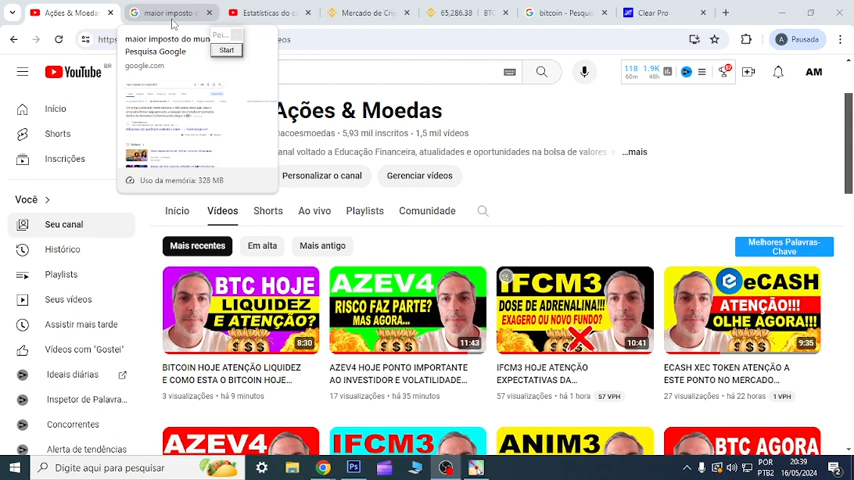 Ações & Moedas
maior imposto d
Estatísticas do ca
Mercado de Crip
65,286.38
BTC
bitcoin - Pesqui
Clear Pro
maior imposto do mun
Pesquisa Google
google.com
Start
Uso da memória: 328 MB
https
eos
Pausada
YouTube
BR
118
60m
1.9K
48h
AM
Início
Shorts
Inscrições
Você
Seu canal
Histórico
Playlists
Seus vídeos
Assistir mais tarde
Vídeos com "Gostei"
Ideais diárias
Inspetor de Palavra...
Concorrentes
Alerta de tendências
Ações & Moedas
acoesmoedas • 5,93 mil inscritos • 1,5 mil vídeos
anal voltado a Educação Financeira, atualidades e oportunidades na bolsa de valores e ...mais
Personalizar o canal
Gerenciar vídeos
Início
Vídeos
Shorts
Ao vivo
Playlists
Comunidade
Mais recentes
Em alta
Mais antigo
Melhores Palavras-
Chave
BTC HOJE
LIQUIDEZ
E ATENÇÃO?
8:30
BITCOIN HOJE ATENÇÃO LIQUIDEZ
E COMO ESTA O BITCOIN HOJE...
3 visualizações • há 9 minutos
AZEV4
RISCO FAZ PARTE?
MAS AGORA...
11:43
AZEV4 HOJE PONTO IMPORTANTE
AO INVESTIDOR E VOLATILIDADE...
17 visualizações • há 35 minutos
IFCM3
DOSE DE ADRENALINA!!!
EXAGERO OU NOVO FUNDO?
10:41
IFCM3 HOJE ATENÇÃO
EXPECTATIVAS DA...
57 visualizações • há 1 hora
57 VPH
eCASH
ATENÇÃO!!!
OLHE AGORA!!!
9:35
ECASH XEC TOKEN ATENÇÃO A
ESTE PONTO NO MERCADO...
27 visualizações • há 22 horas
1 VPH
AZEV4
IFCM3
ANIM3
BTC AGORA
Digite aqui para pesquisar
POR
PTB2
20:39
16/05/2024
2